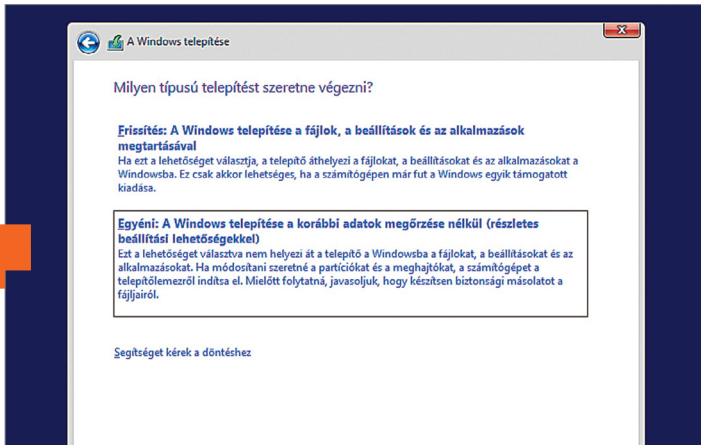 A Windows telepítése
Milyen típusú telepítést szeretne végezni?
Frissítés: A Windows telepítése a fájlok, a beállítások és az alkalmazások
megtartásával
Ha ezt a lehetőséget választja, a telepítő áthelyezi a fájlokat, a beállításokat és az alkalmazásokat a
Windowsba. Ez csak akkor lehetséges, ha a számítógépen már fut a Windows egyik támogatott
kiadása.
Egyéni: A Windows telepítése a korábbi adatok megőrzése nélkül (részletes
beállítási lehetőségekkel)
Ezt a lehetőséget választva nem helyezi át a telepítő a Windowsba a fájlokat, a beállításokat és az
alkalmazásokat. Ha módosítani szeretné a partíciókat és a meghajtókat, a számítógépet a
telepítőlemezről indítsa el. Mielőtt folytatná, javasoljuk, hogy készítsen biztonsági másolatot a
fájljairól.
Segítséget kérek a döntéshez